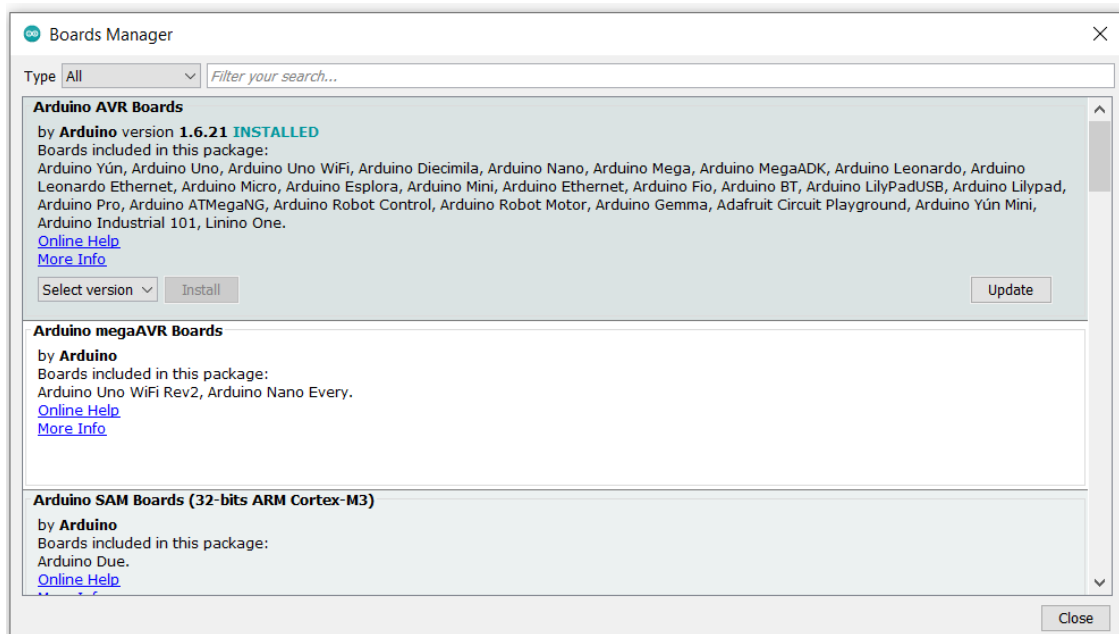 Boards Manager
Type All Filter your search...
Arduino AVR Boards
by Arduino version 1.6.21 INSTALLED
Boards included in this package:
Arduino Yún, Arduino Uno, Arduino Uno WiFi, Arduino Diecimila, Arduino Nano, Arduino Mega, Arduino MegaADK, Arduino Leonardo, Arduino
Leonardo Ethernet, Arduino Micro, Arduino Esplora, Arduino Mini, Arduino Ethernet, Arduino Fio, Arduino BT, Arduino LilyPadUSB, Arduino Lilypad,
Arduino Pro, Arduino ATMegaNG, Arduino Robot Control, Arduino Robot Motor, Arduino Gemma, Adafruit Circuit Playground, Arduino Yún Mini,
Arduino Industrial 101, Linino One.
Online Help
More Info
Select version Install Update
Arduino megaAVR Boards
by Arduino
Boards included in this package:
Arduino Uno WiFi Rev2, Arduino Nano Every.
Online Help
More Info
Arduino SAM Boards (32-bits ARM Cortex-M3)
by Arduino
Boards included in this package:
Arduino Due.
Online Help
Close